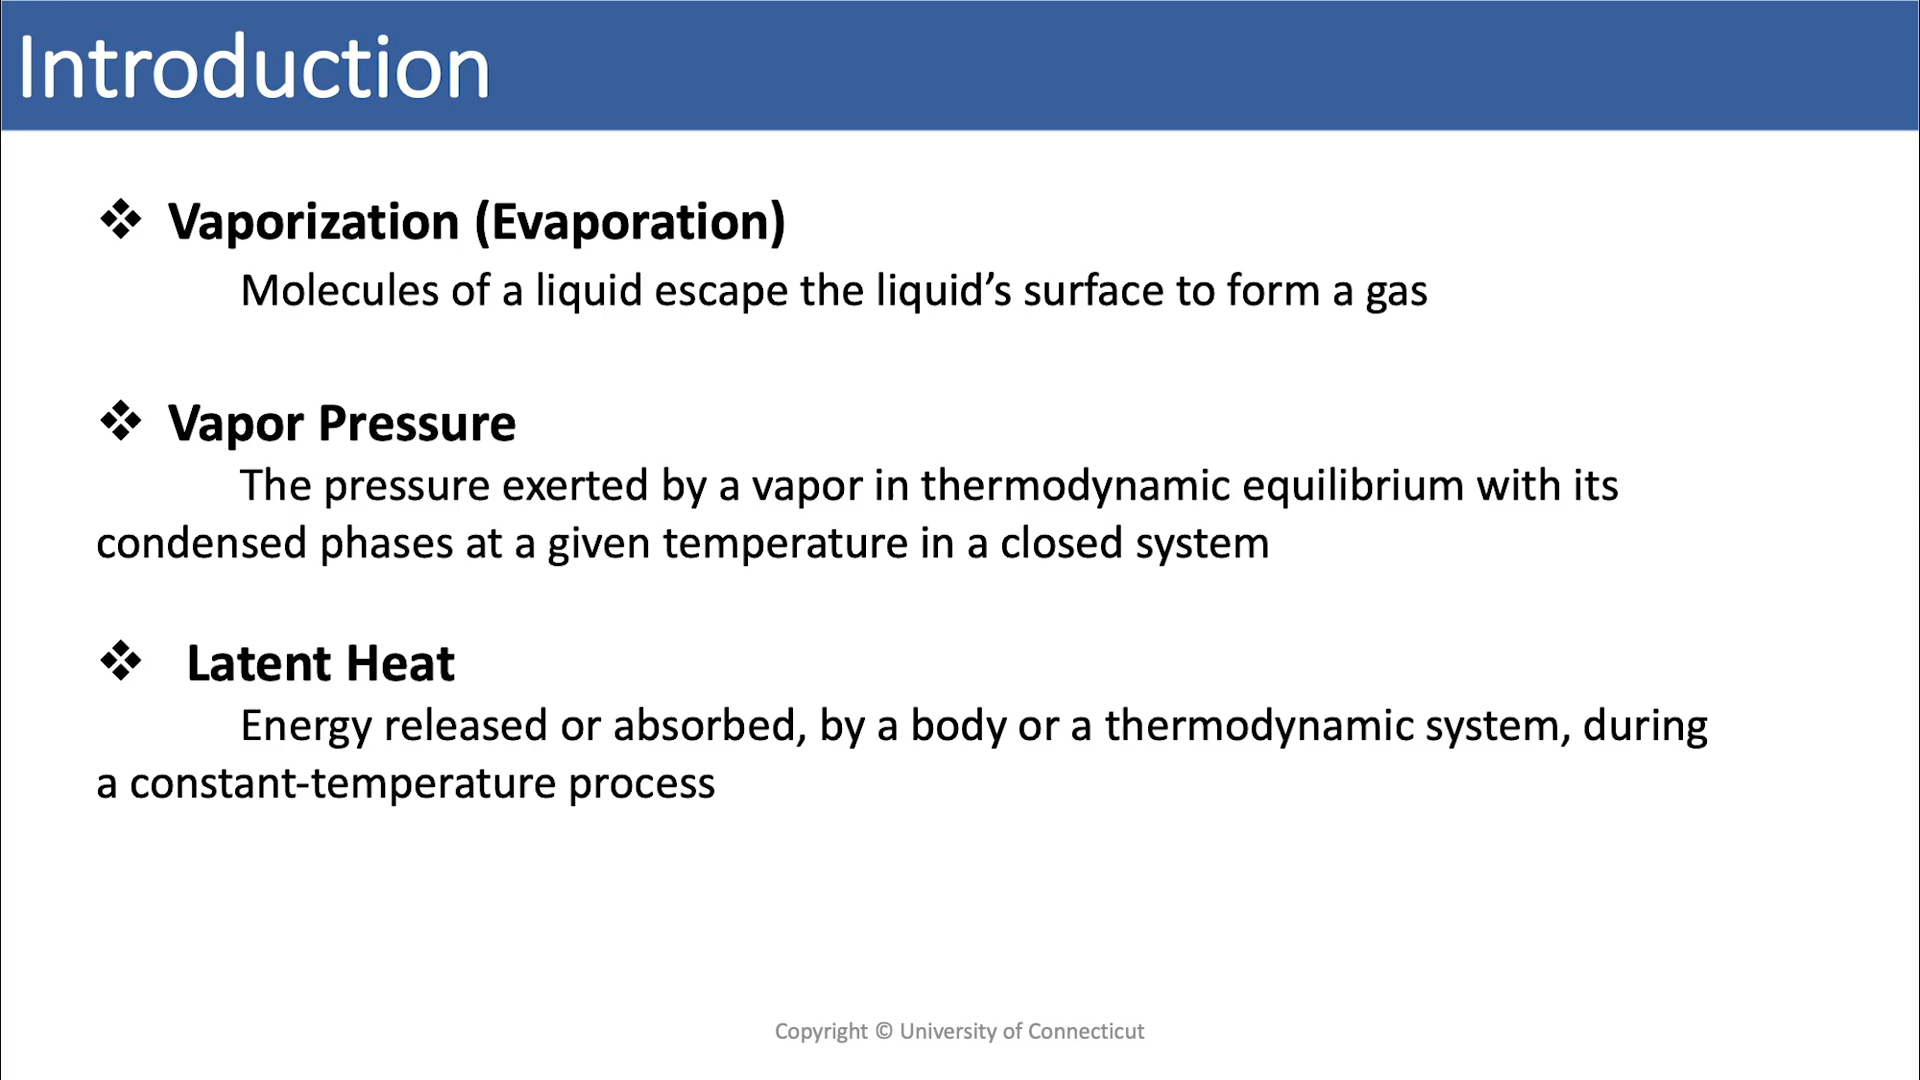 Introduction
❖ Vaporization (Evaporation)
Molecules of a liquid escape the liquid’s surface to form a gas
❖ Vapor Pressure
The pressure exerted by a vapor in thermodynamic equilibrium with its
condensed phases at a given temperature in a closed system
❖ Latent Heat
Energy released or absorbed, by a body or a thermodynamic system, during
a constant-temperature process
Copyright © University of Connecticut